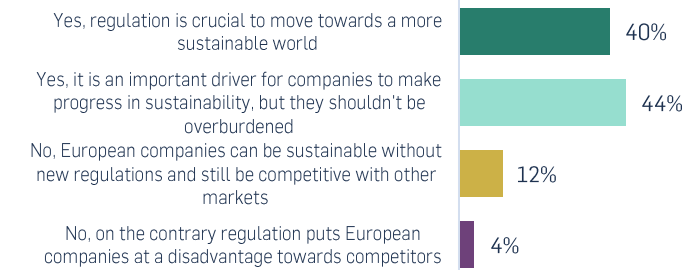 Yes, regulation is crucial to move towards a more
sustainable world
40%
Yes, it is an important driver for companies to make
progress in sustainability, but they shouldn't be
overburdened
44%
No, European companies can be sustainable without
new regulations and still be competitive with other
markets
12%
No, on the contrary regulation puts European
companies at a disadvantage towards competitors
4%